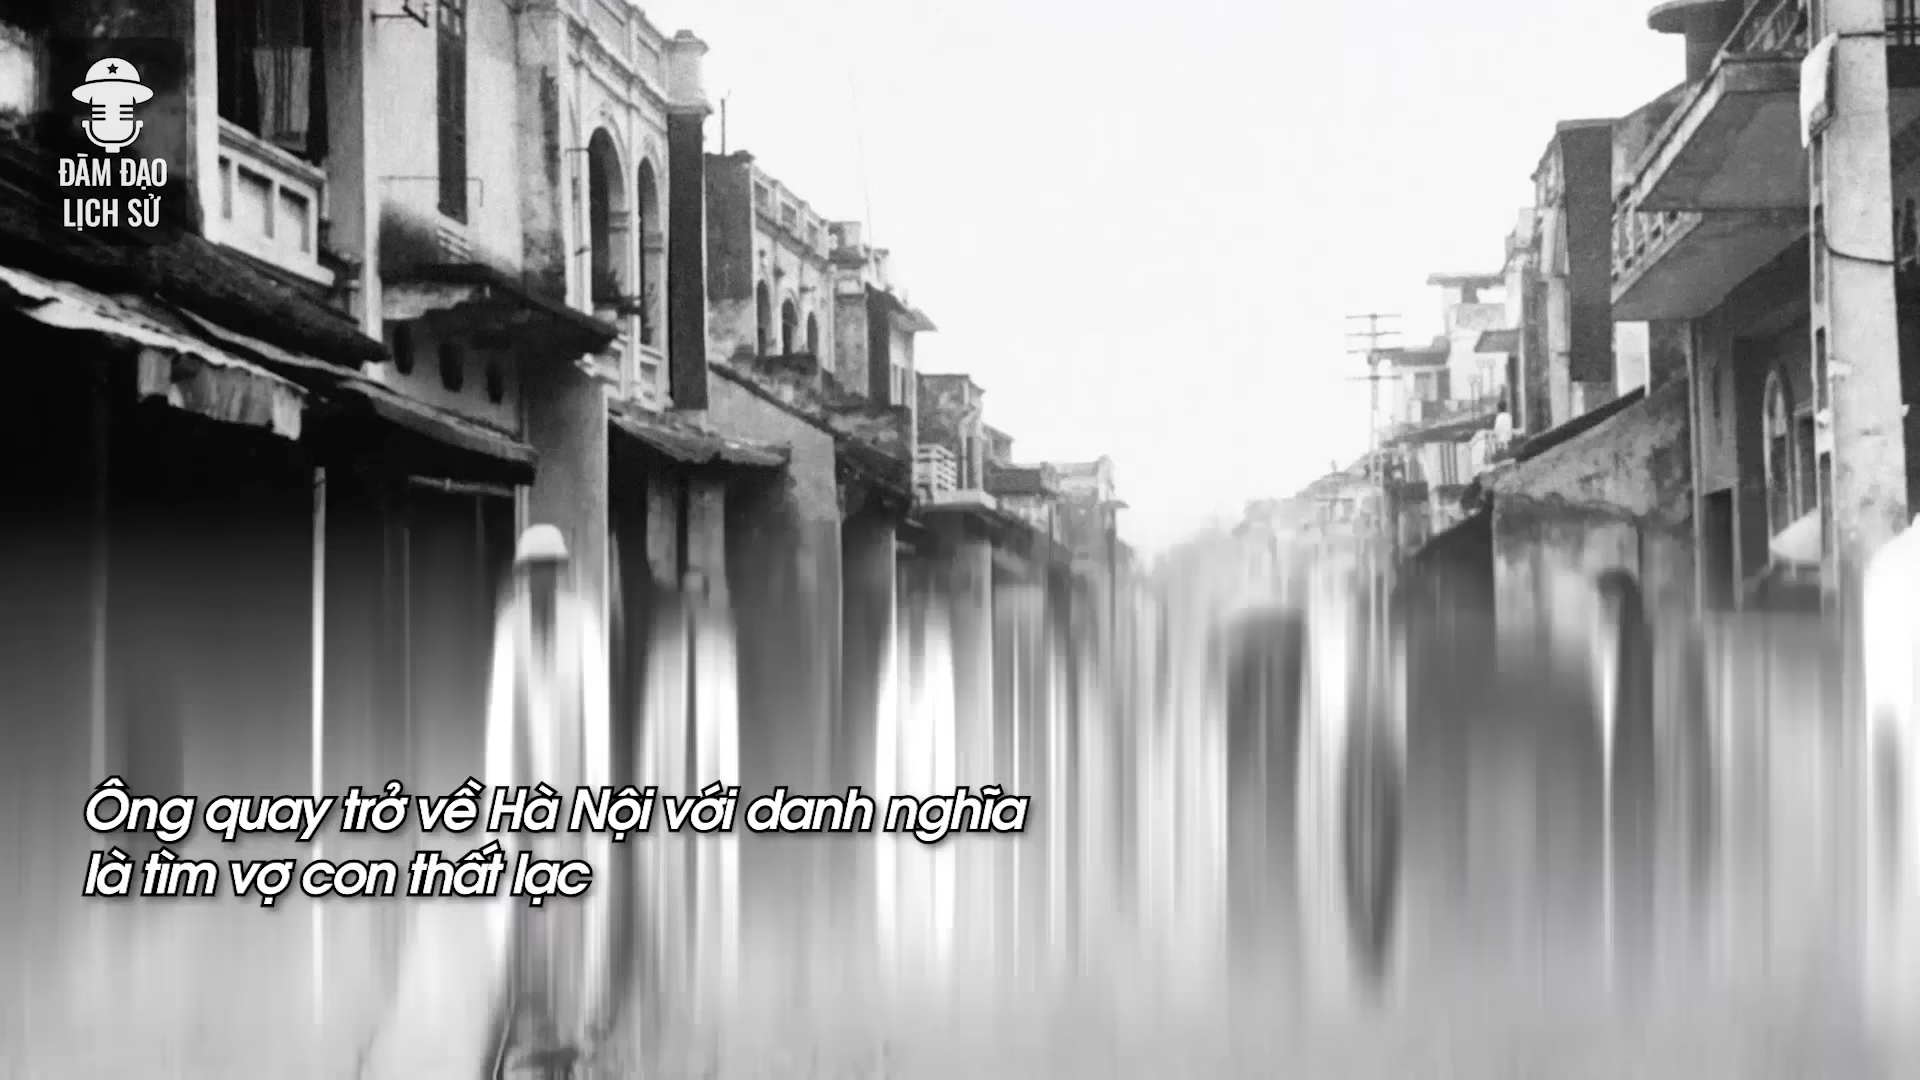 ĐÀM ĐẠO
LỊCH SỬ
Ông quay trở về Hà Nội với danh nghĩa
là tìm vợ con thất lạc